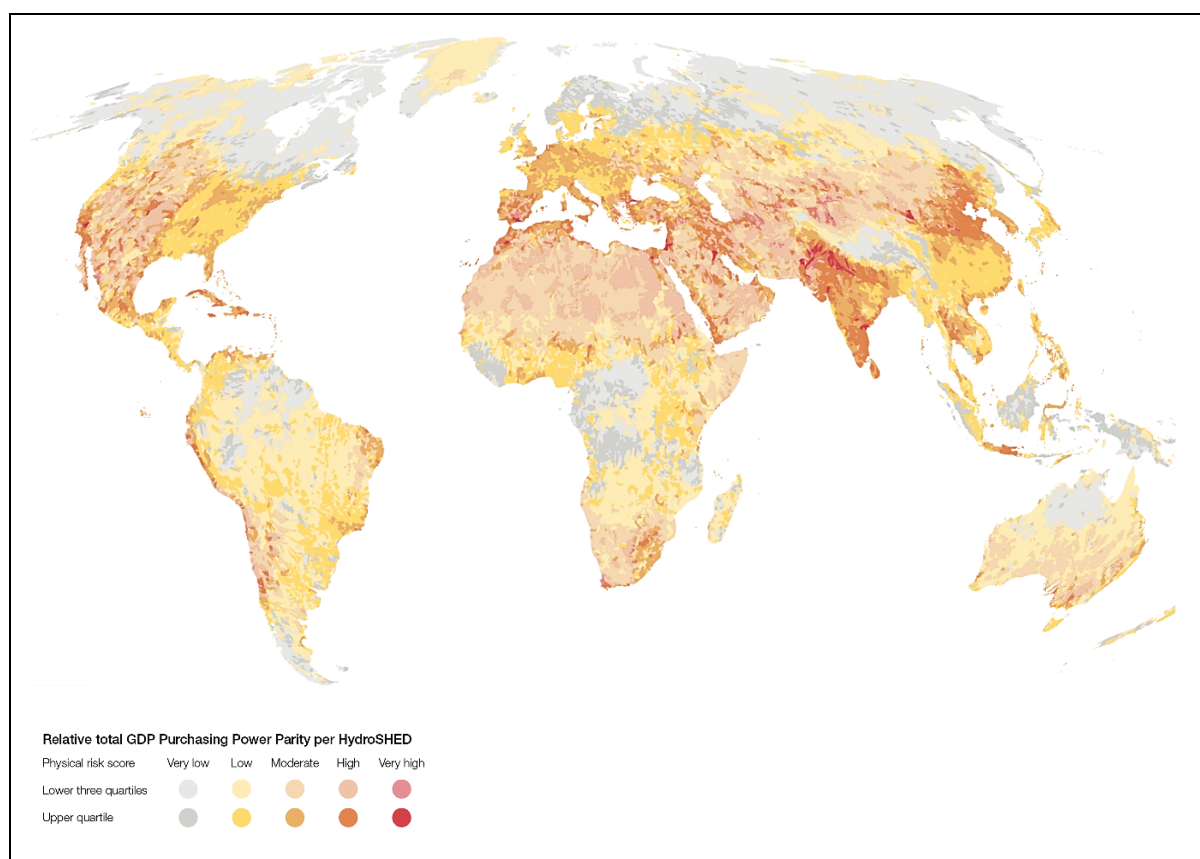 Relative total GDP Purchasing Power Parity per HydroSHED
Physical risk score Very low Low Moderate High Very high
Lower three quartiles
Upper quartile